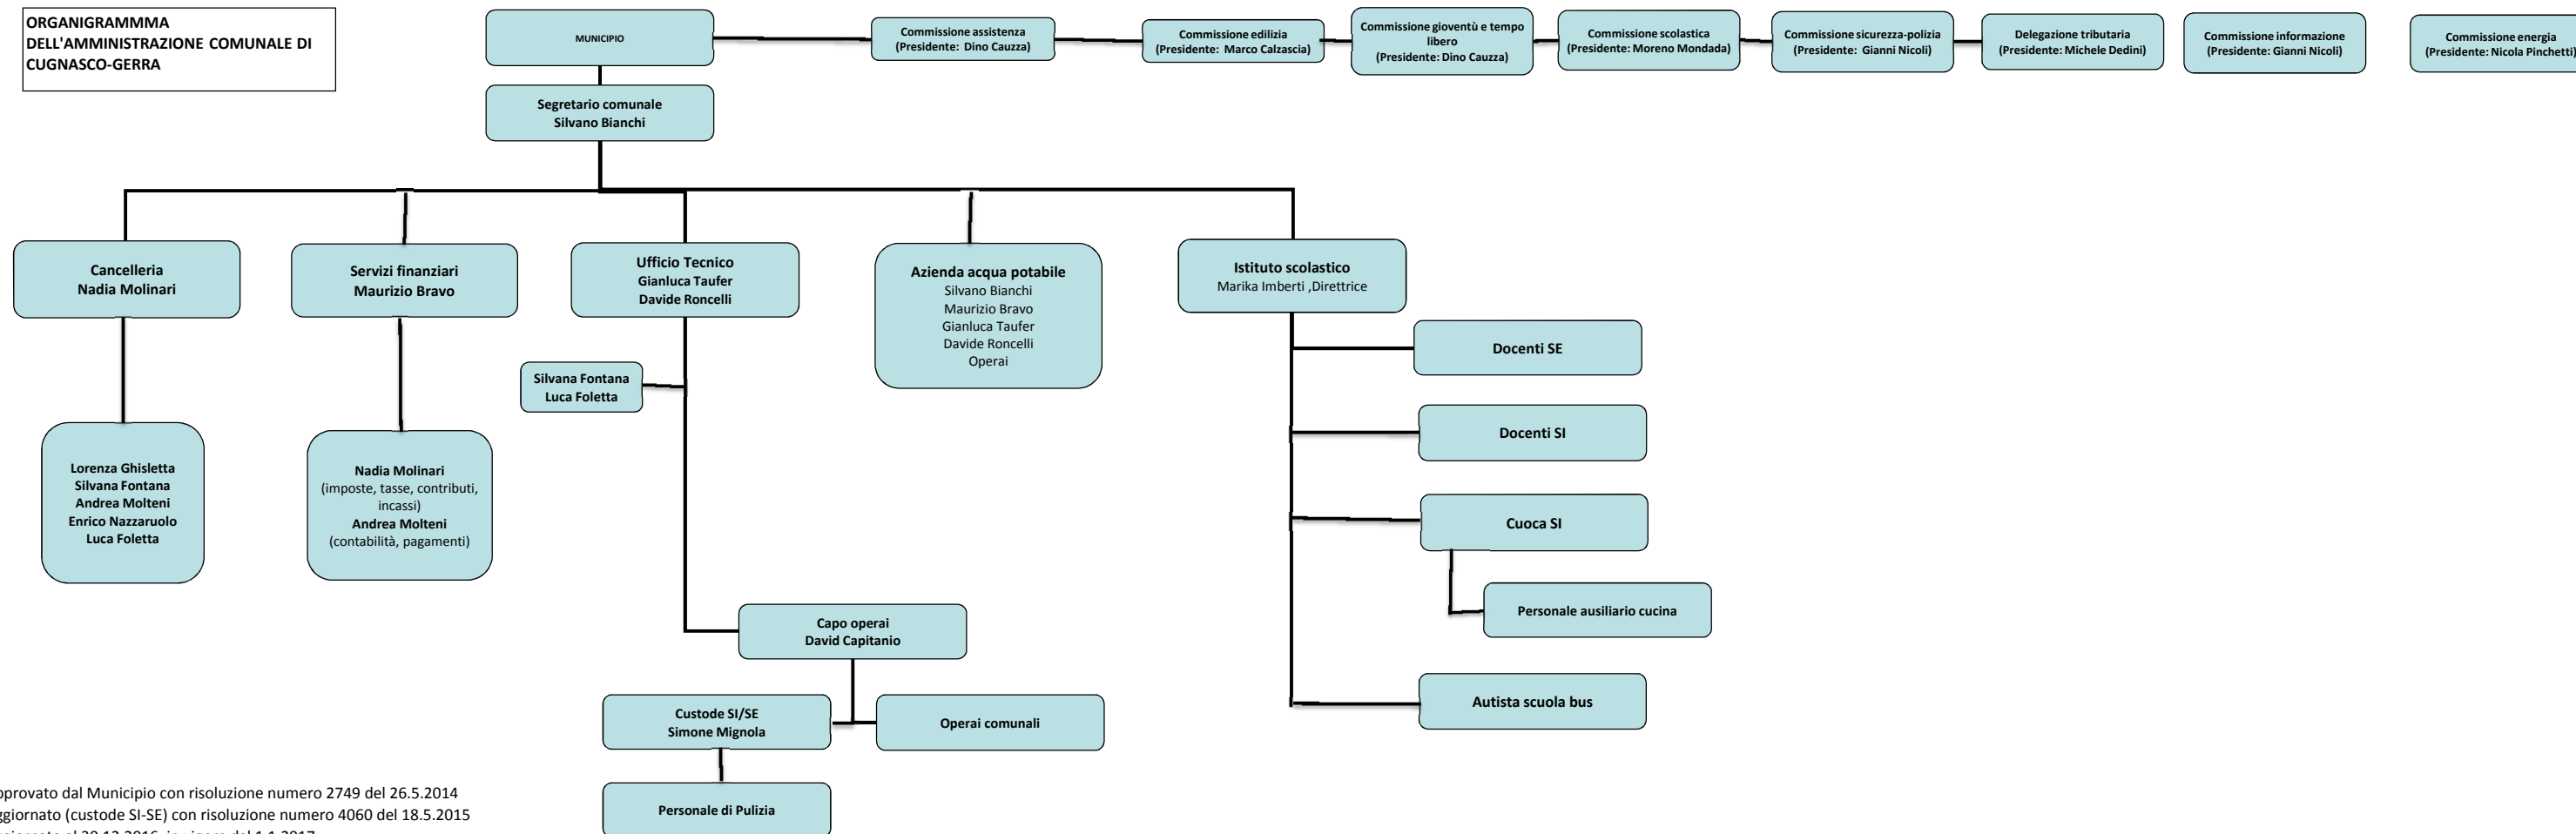 ORGANIGRAMMMA
DELL'AMMINISTRAZIONE COMUNALE DI
CUGNASCO-GERRA
MUNICIPIO
Commissione assistenza
(Presidente: Dino Cauzza)
Commissione edilizia
(Presidente: Marco Calzascia)
Commissione gioventù e tempo
libero
(Presidente: Dino Cauzza)
Commissione scolastica
(Presidente: Moreno Mondada)
Commissione sicurezza-polizia
(Presidente: Gianni Nicoli)
Delegazione tributaria
(Presidente: Michele Dedini)
Commissione informazione
(Presidente: Gianni Nicoli)
Commissione energia
(Presidente: Nicola Pinchetti)
Segretario comunale
Silvano Bianchi
Cancelleria
Nadia Molinari
Servizi finanziari
Maurizio Bravo
Ufficio Tecnico
Gianluca Taufer
Davide Roncelli
Azienda acqua potabile
Silvano Bianchi
Maurizio Bravo
Gianluca Taufer
Davide Roncelli
Operai
Istituto scolastico
Marika Imberti ,Direttrice
Docenti SE
Silvana Fontana
Luca Foletta
Docenti SI
Lorenza Ghisletta
Silvana Fontana
Andrea Molteni
Enrico Nazzaruolo
Luca Foletta
Nadia Molinari
(imposte, tasse, contributi,
incassi)
Andrea Molteni
(contabilità, pagamenti)
Cuoca SI
Personale ausiliario cucina
Capo operai
David Capitanio
Autista scuola bus
Custode SI/SE
Simone Mignola
Operai comunali
Personale di Pulizia
pprovato dal Municipio con risoluzione numero 2749 del 26.5.2014
ggiornato (custode SI-SE) con risoluzione numero 4060 del 18.5.2015